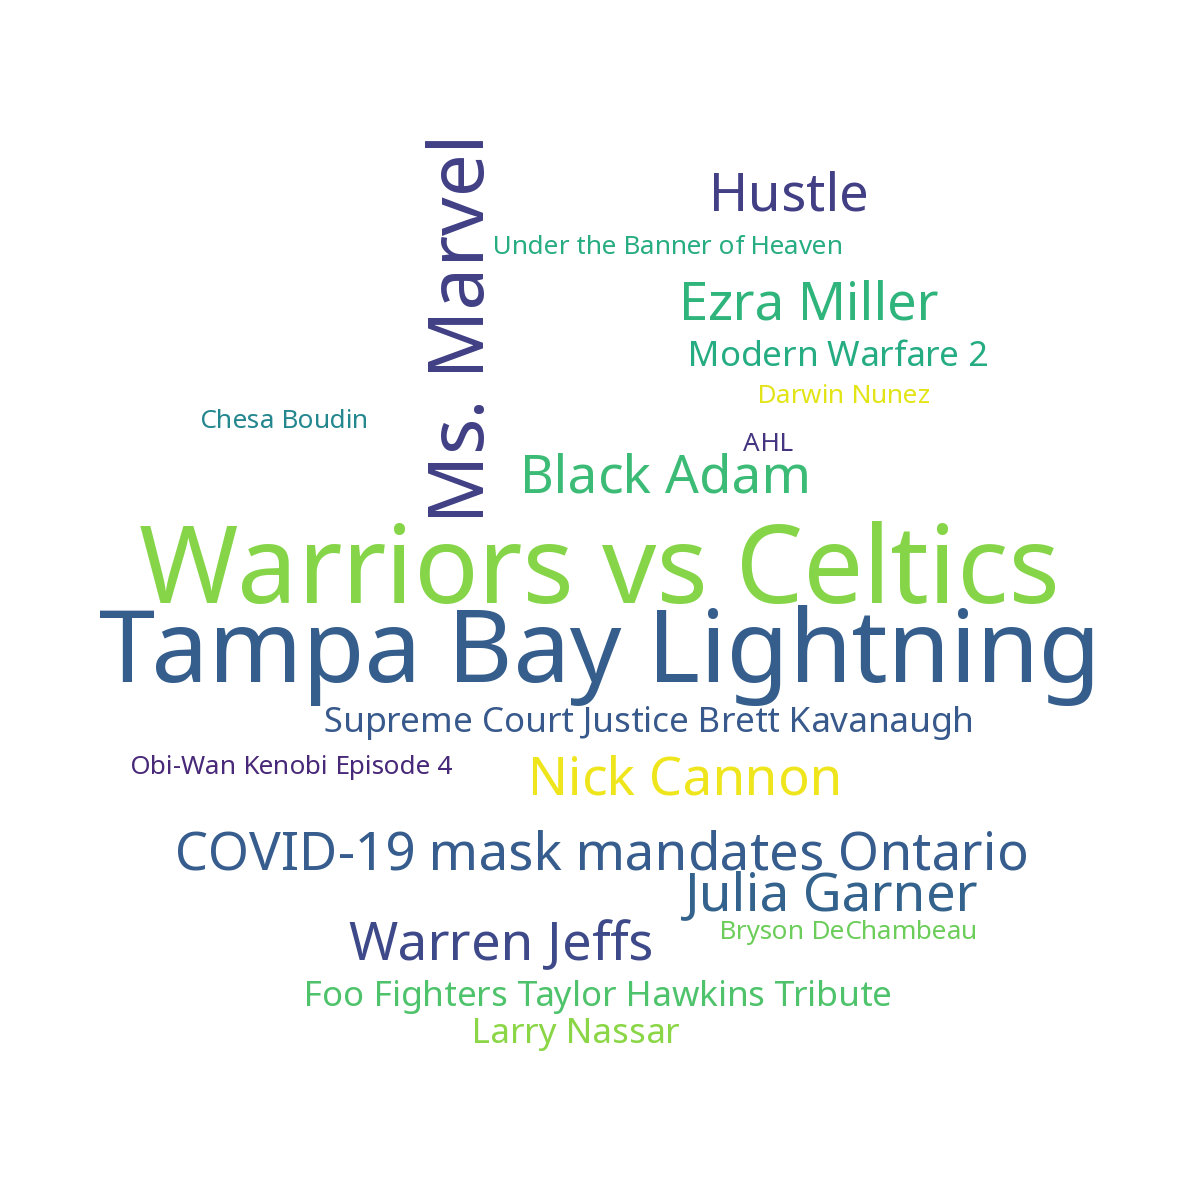 Ms. Marvel
Hustle
Under the Banner of Heaven
Ezra Miller
Modern Warfare 2
Darwin Nunez
Chesa Boudin
AHL
Black Adam
Warriors vs Celtics
Tampa Bay Lightning
Supreme Court Justice Brett Kavanaugh
Obi-Wan Kenobi Episode 4
Nick Cannon
COVID-19 mask mandates Ontario
Julia Garner
Bryson DeChambeau
Warren Jeffs
Foo Fighters Taylor Hawkins Tribute
Larry Nassar